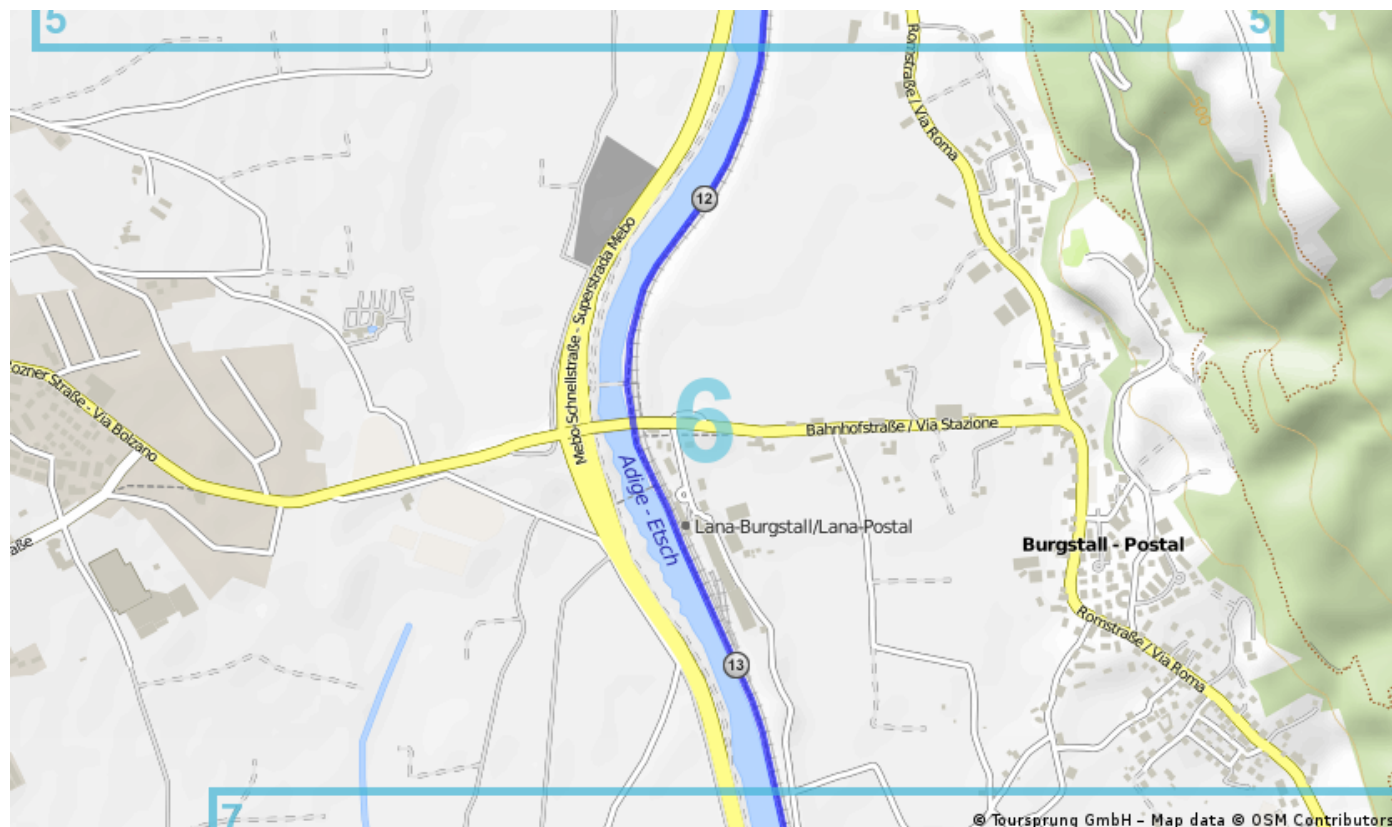 5
5
Romstraße / Via Roma
12
Mebo-Schnellstraße - Superstrada Mebo
6
ozner Straße - Via Bolzano
Bahnhofstraße / Via Stazione
Adige - Etsch
Lana-Burgstall/Lana-Postal
aße
Burgstall - Postal
Romstraße / Via Roma
13
7
© Toursprung GmbH – Map data © OSM Contributors